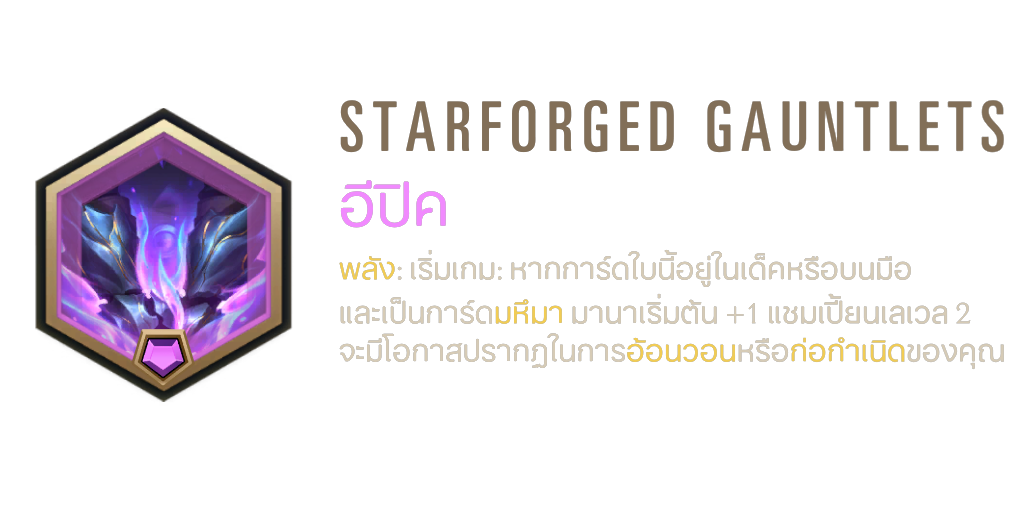 STARFORGED GAUNTLETS
อีปิค
พลัง: เริ่มเกม: หากการ์ดใบนี้อยู่ในเด็คหรือบนมือ
และเป็นการ์ดมหึมา มานาเริ่มต้น +1 แชมเปี้ยนเลเวล 2
จะมีโอกาสปรากฏในการอ้อนวอนหรือก่อกำเนิดของคุณ